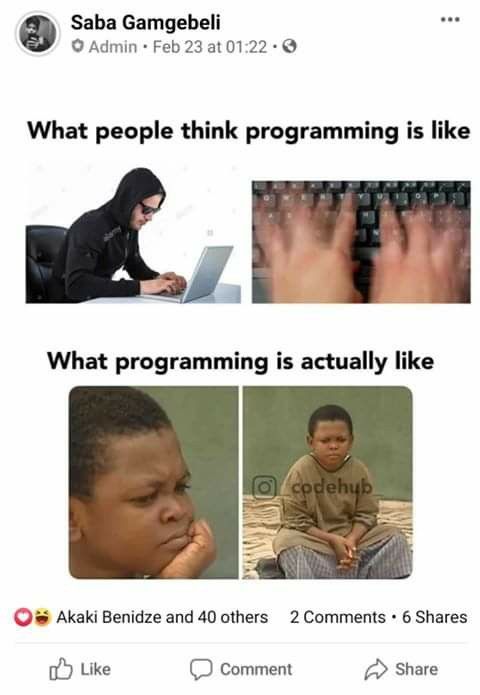 Saba Gamgebeli
Admin • Feb 23 at 01:22 •
What people think programming is like
What programming is actually like
codehub
Akaki Benidze and 40 others 2 Comments • 6 Shares
Like Comment Share